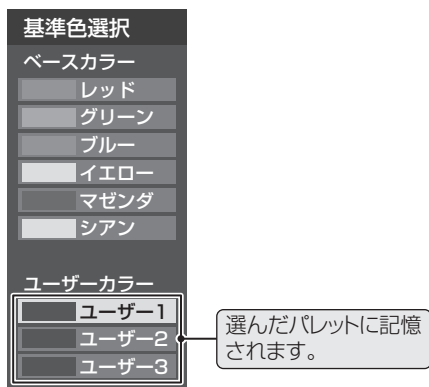 基準色選択
ベースカラー
レッド
グリーン
ブルー
イエロー
マゼンダ
シアン
ユーザーカラー
ユーザー1
ユーザー2
ユーザー3
選んだパレットに記憶
されます。